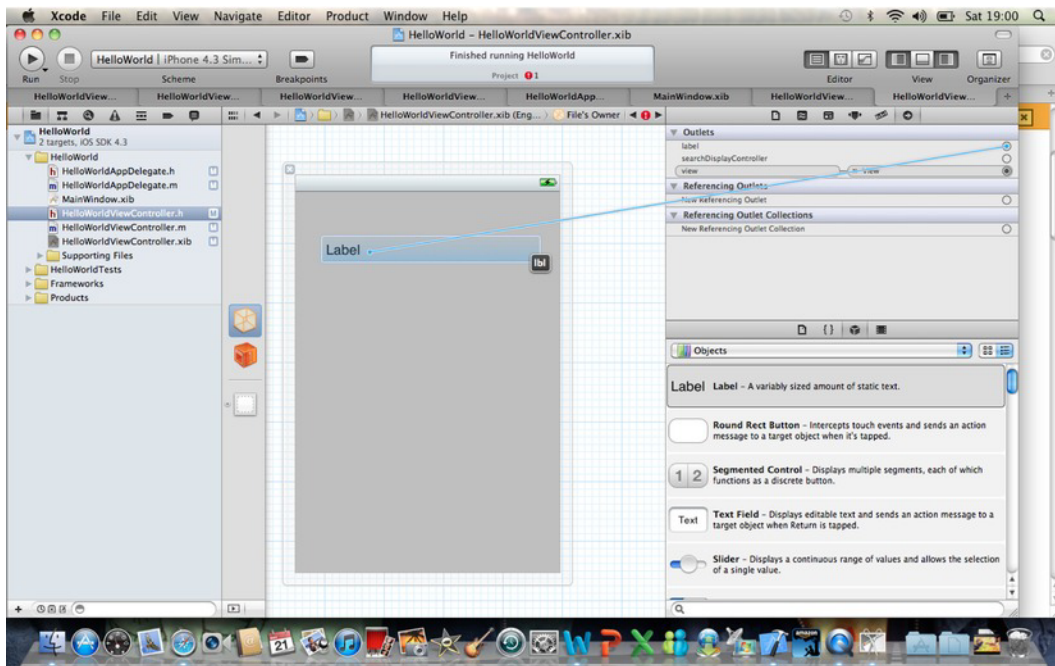 Xcode File Edit View Navigate Editor Product Window Help Sat 19:00
HelloWorld – HelloWorldViewController.xib
HelloWorld | iPhone 4.3 Sim...
Finished running HelloWorld
Project 1
Run Stop Scheme Breakpoints Editor View Organizer
HelloWorldView... HelloWorldView... HelloWorldView... HelloWorldView... HelloWorldApp... MainWindow.xib HelloWorldView... HelloWorldView...
HelloWorldViewController.xib (Eng... File's Owner
HelloWorld
2 targets, iOS SDK 4.3
HelloWorld
h HelloWorldAppDelegate.h
m HelloWorldAppDelegate.m
MainWindow.xib
h HelloWorldViewController.h M
m HelloWorldViewController.m
HelloWorldViewController.xib
Supporting Files
HelloWorldTests
Frameworks
Products
Label
lbl
Outlets
label
searchDisplayController
view View
Referencing Outlets
New Referencing Outlet
Referencing Outlet Collections
New Referencing Outlet Collection
{}
Objects
Label Label – A variably sized amount of static text.
Round Rect Button – Intercepts touch events and sends an action
message to a target object when it's tapped.
1 2 Segmented Control – Displays multiple segments, each of which
functions as a discrete button.
Text Text Field – Displays editable text and sends an action message to a
target object when Return is tapped.
Slider – Displays a continuous range of values and allows the selection
of a single value.
21
amazon